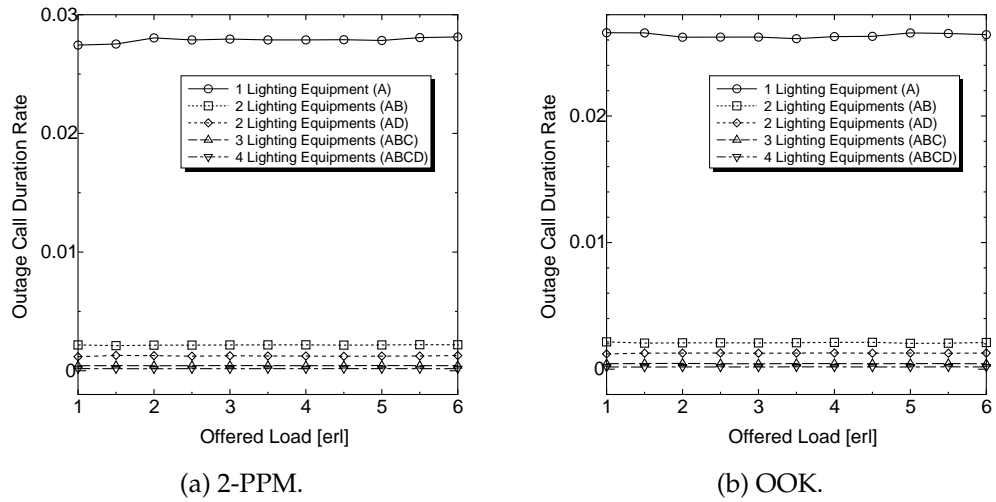 0.03
0.02
0.01
0
Outage Call Duration Rate
1 Lighting Equipment (A)
2 Lighting Equipments (AB)
2 Lighting Equipments (AD)
3 Lighting Equipments (ABC)
4 Lighting Equipments (ABCD)
1 2 3 4 5 6
Offered Load [erl]
(a) 2-PPM.
0.02
0.01
0
Outage Call Duration Rate
1 Lighting Equipment (A)
2 Lighting Equipments (AB)
2 Lighting Equipments (AD)
3 Lighting Equipments (ABC)
4 Lighting Equipments (ABCD)
1 2 3 4 5 6
Offered Load [erl]
(b) OOK.